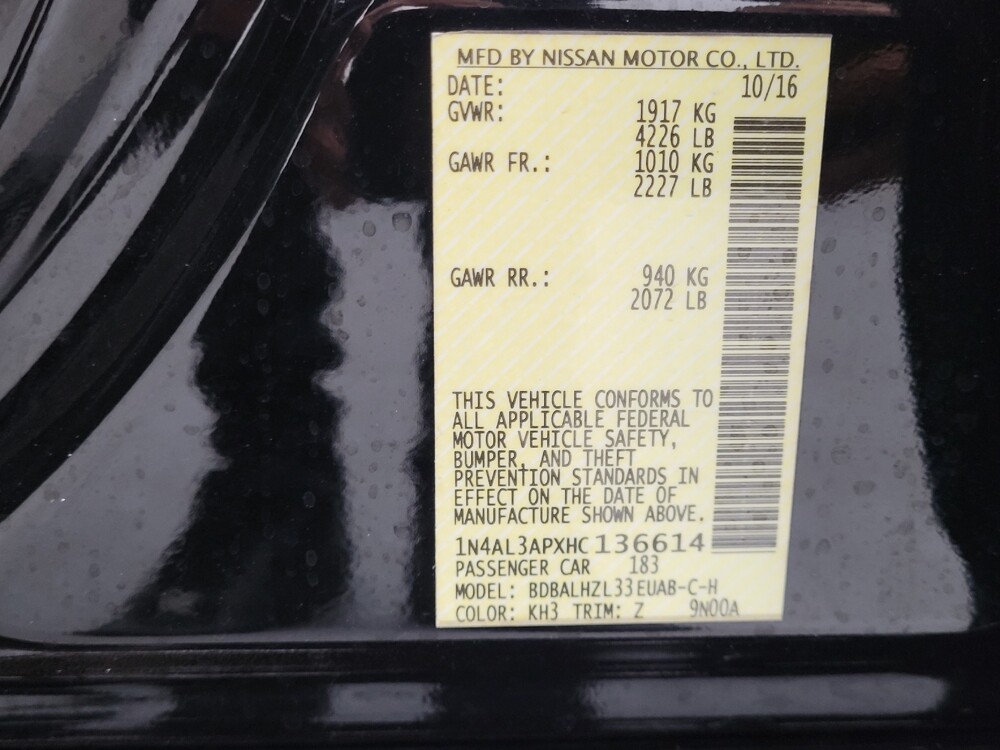 MFD BY NISSAN MOTOR CO., LTD.
DATE: 10/16
GVWR: 1917 KG
4226 LB
GAWR FR.: 1010 KG
2227 LB
GAWR RR.: 940 KG
2072 LB
THIS VEHICLE CONFORMS TO
ALL APPLICABLE FEDERAL
MOTOR VEHICLE SAFETY,
BUMPER, AND THEFT
PREVENTION STANDARDS IN
EFFECT ON THE DATE OF
MANUFACTURE SHOWN ABOVE.
1N4AL3APXHC136614
PASSENGER CAR 183
MODEL: BDBALHZL33EUAB-C-H
COLOR: KH3 TRIM: Z 9N00A